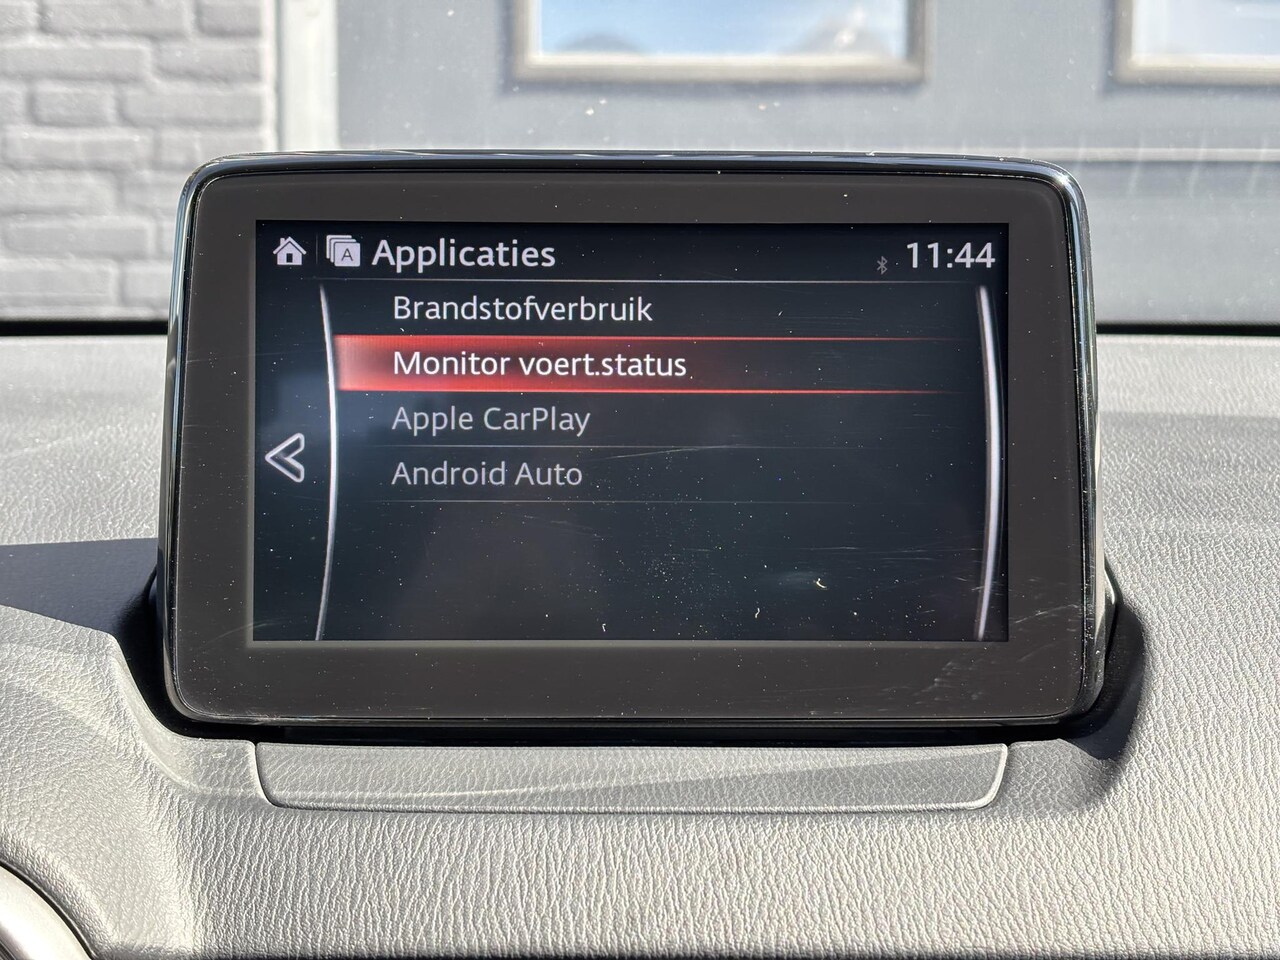 A Applicaties 11:44
Brandstofverbruik
Monitor voert.status
Apple CarPlay
Android Auto